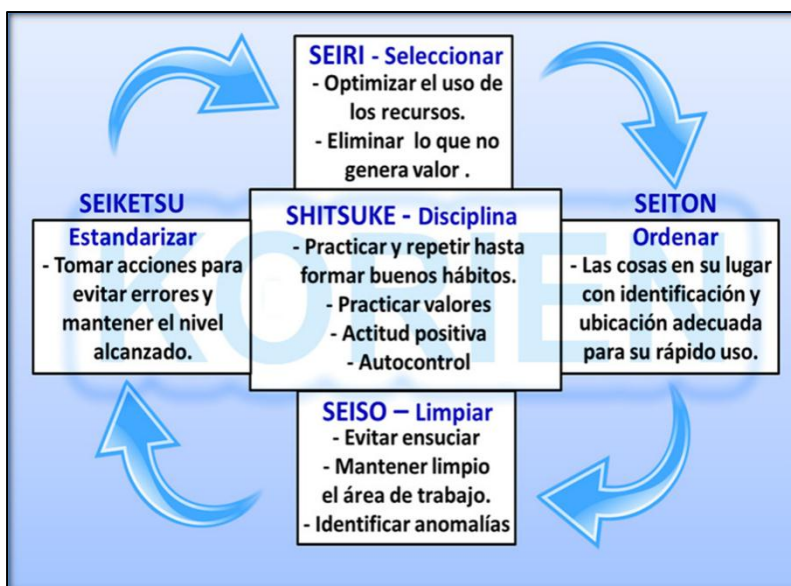 SEIRI - Seleccionar
- Optimizar el uso de
los recursos.
- Eliminar lo que no
genera valor .
SEITON
Ordenar
- Las cosas en su lugar
con identificación y
ubicación adecuada
para su rápido uso.
SEISO – Limpiar
- Evitar ensuciar
- Mantener limpio
el área de trabajo.
- Identificar anomalías
SEIKETSU
Estandarizar
- Tomar acciones para
evitar errores y
mantener el nivel
alcanzado.
SHITSUKE - Disciplina
- Practicar y repetir hasta
formar buenos hábitos.
- Practicar valores
- Actitud positiva
- Autocontrol
KORIEN